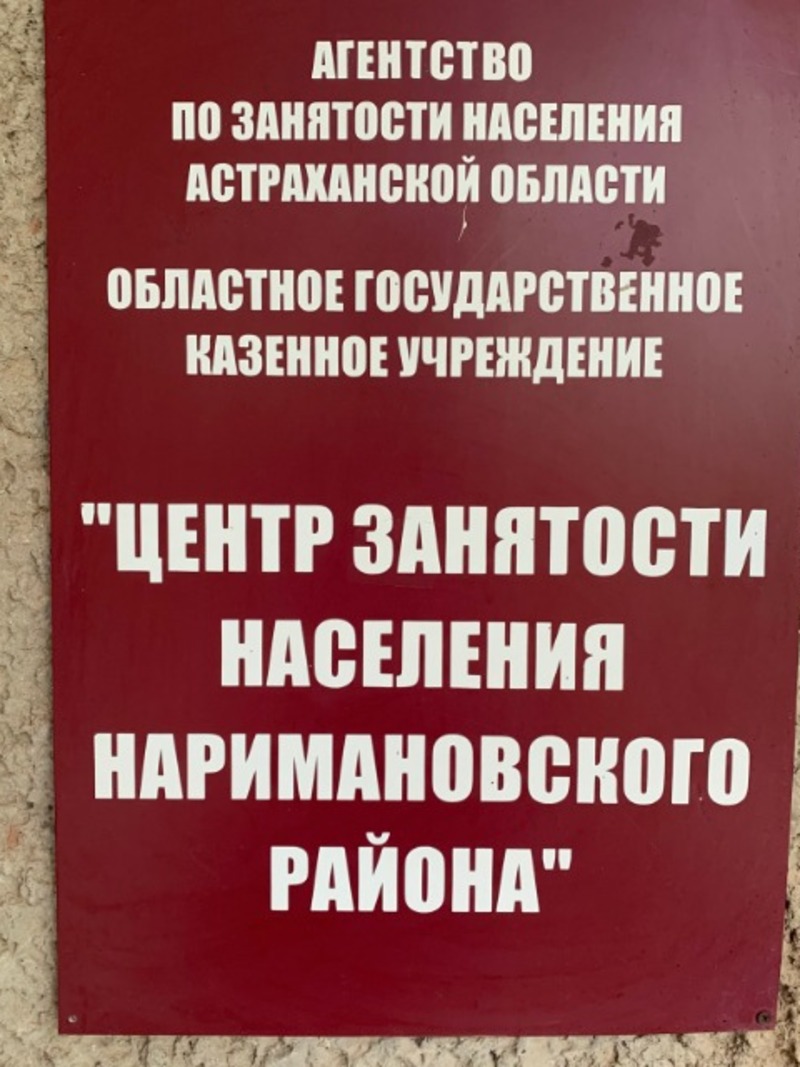 АГЕНТСТВО
ПО ЗАНЯТОСТИ НАСЕЛЕНИЯ
АСТРАХАНСКОЙ ОБЛАСТИ
ОБЛАСТНОЕ ГОСУДАРСТВЕННОЕ
КАЗЕННОЕ УЧРЕЖДЕНИЕ
"ЦЕНТР ЗАНЯТОСТИ
НАСЕЛЕНИЯ
НАРИМАНОВСКОГО
РАЙОНА"